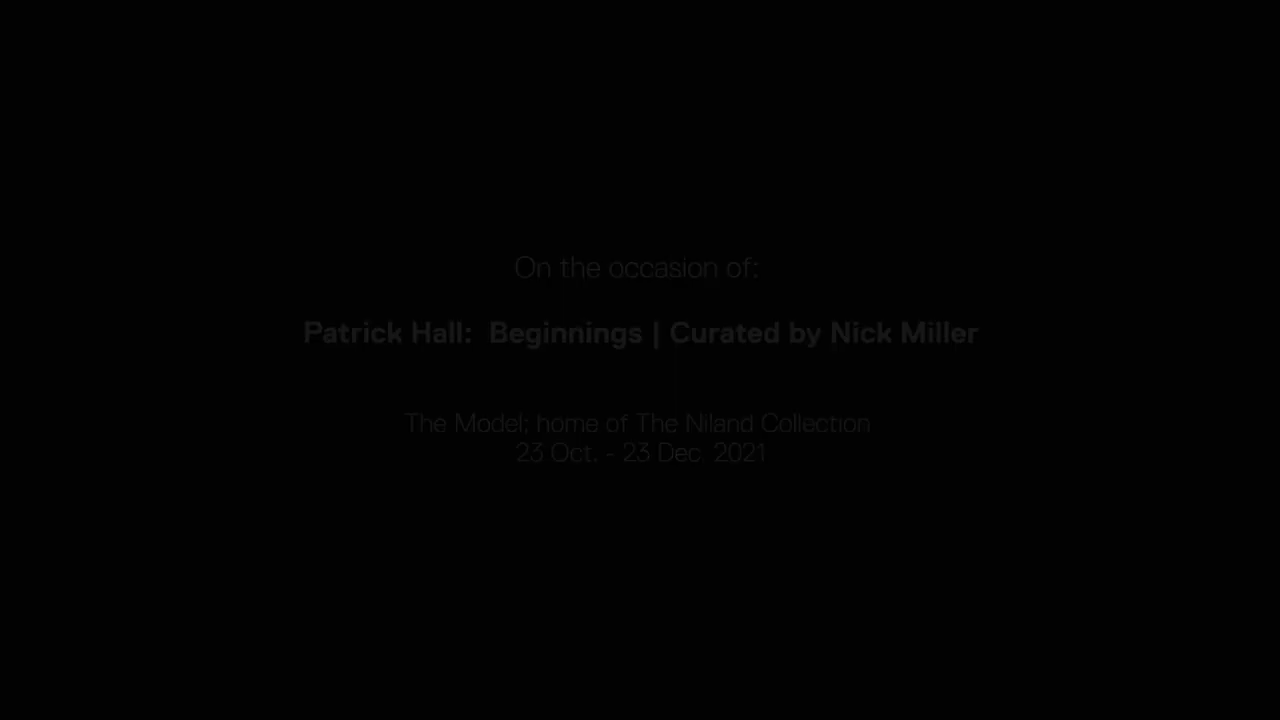 On the occasion of:
Patrick Hall:  Beginnings | Curated by Nick Miller
The Model; home of The Niland Collection
23 Oct. - 23 Dec. 2021